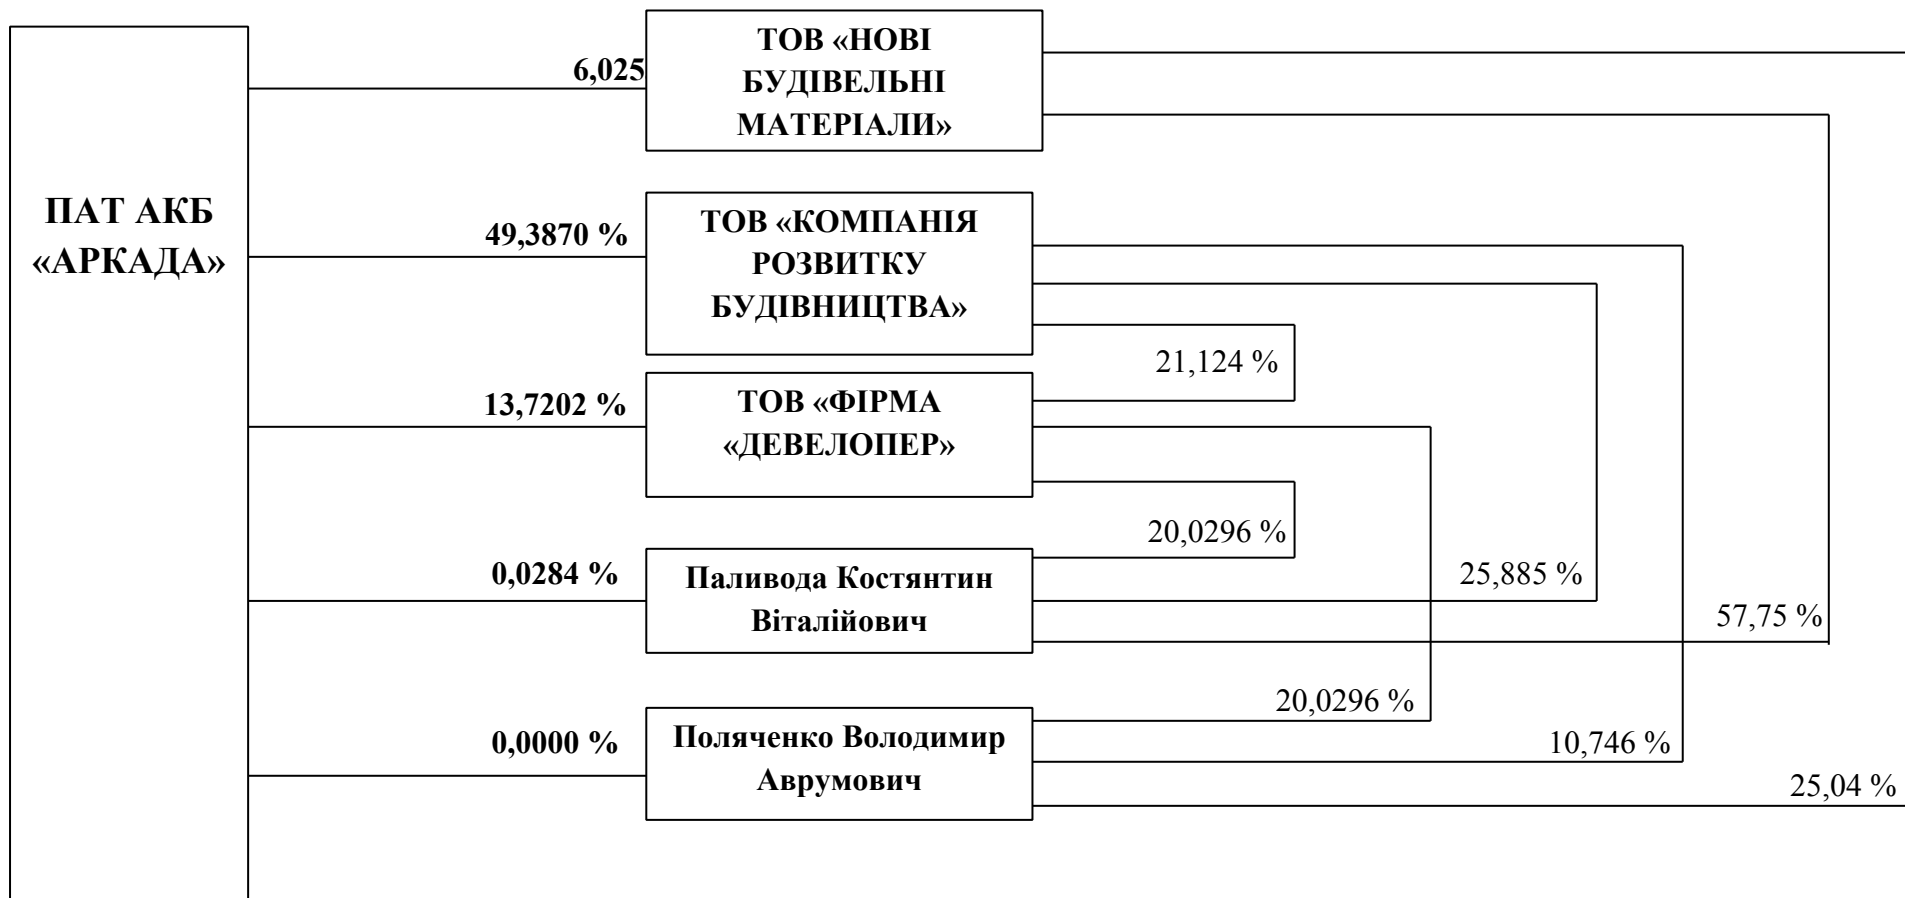 ПАТ АКБ
«АРКАДА»
6,025
ТОВ «НОВІ
БУДІВЕЛЬНІ
МАТЕРІАЛИ»
49,3870 %
ТОВ «КОМПАНІЯ
РОЗВИТКУ
БУДІВНИЦТВА»
21,124 %
13,7202 %
ТОВ «ФІРМА
«ДЕВЕЛОПЕР»
20,0296 %
0,0284 %
Паливода Костянтин
Віталійович
25,885 %
57,75 %
20,0296 %
0,0000 %
Поляченко Володимир
Аврумович
10,746 %
25,04 %